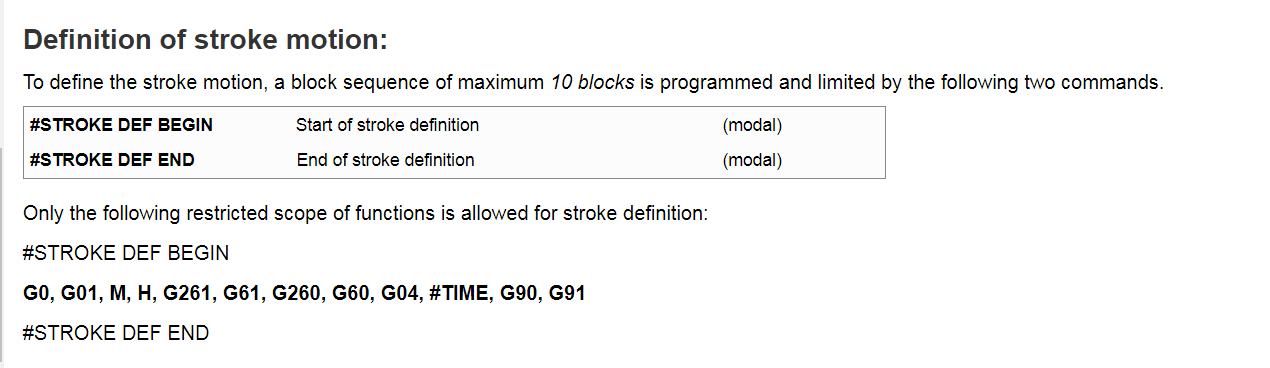 Definition of stroke motion:
To define the stroke motion, a block sequence of maximum 10 blocks is programmed and limited by the following two commands.
#STROKE DEF BEGIN Start of stroke definition (modal)
#STROKE DEF END End of stroke definition (modal)
Only the following restricted scope of functions is allowed for stroke definition:
#STROKE DEF BEGIN
G0, G01, M, H, G261, G61, G260, G60, G04, #TIME, G90, G91
#STROKE DEF END